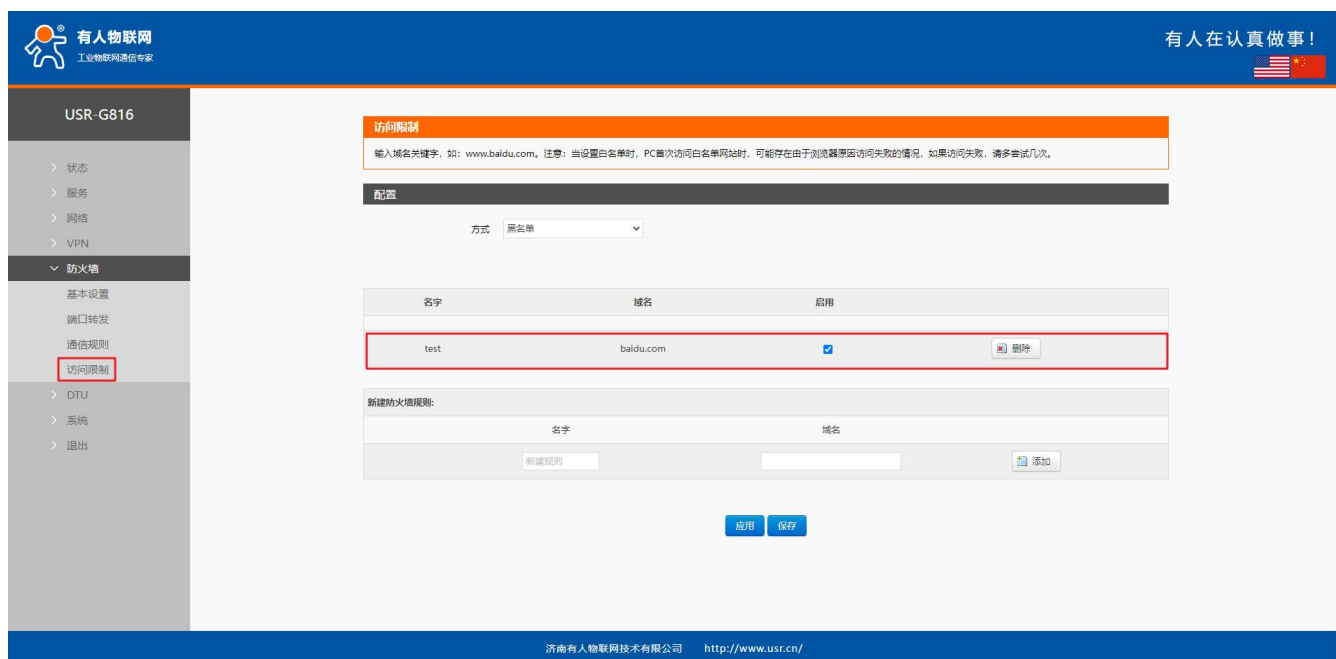 有人物联网
工业物联网通信专家
有人在认真做事！
USR-G816
状态
服务
网络
VPN
防火墙
基本设置
端口转发
通信规则
访问限制
DTU
系统
退出
访问限制
输入域名关键字，如：www.baidu.com。注意：当设置白名单时，PC首次访问白名单网站时，可能存在由于浏览器原因访问失败的情况，如果访问失败，请多尝试几次。
配置
方式 黑名单
名字 域名 启用
test baidu.com 删除
新建防火墙规则:
名字 域名
新建规则 添加
应用 保存
济南有人物联网技术有限公司 http://www.usr.cn/